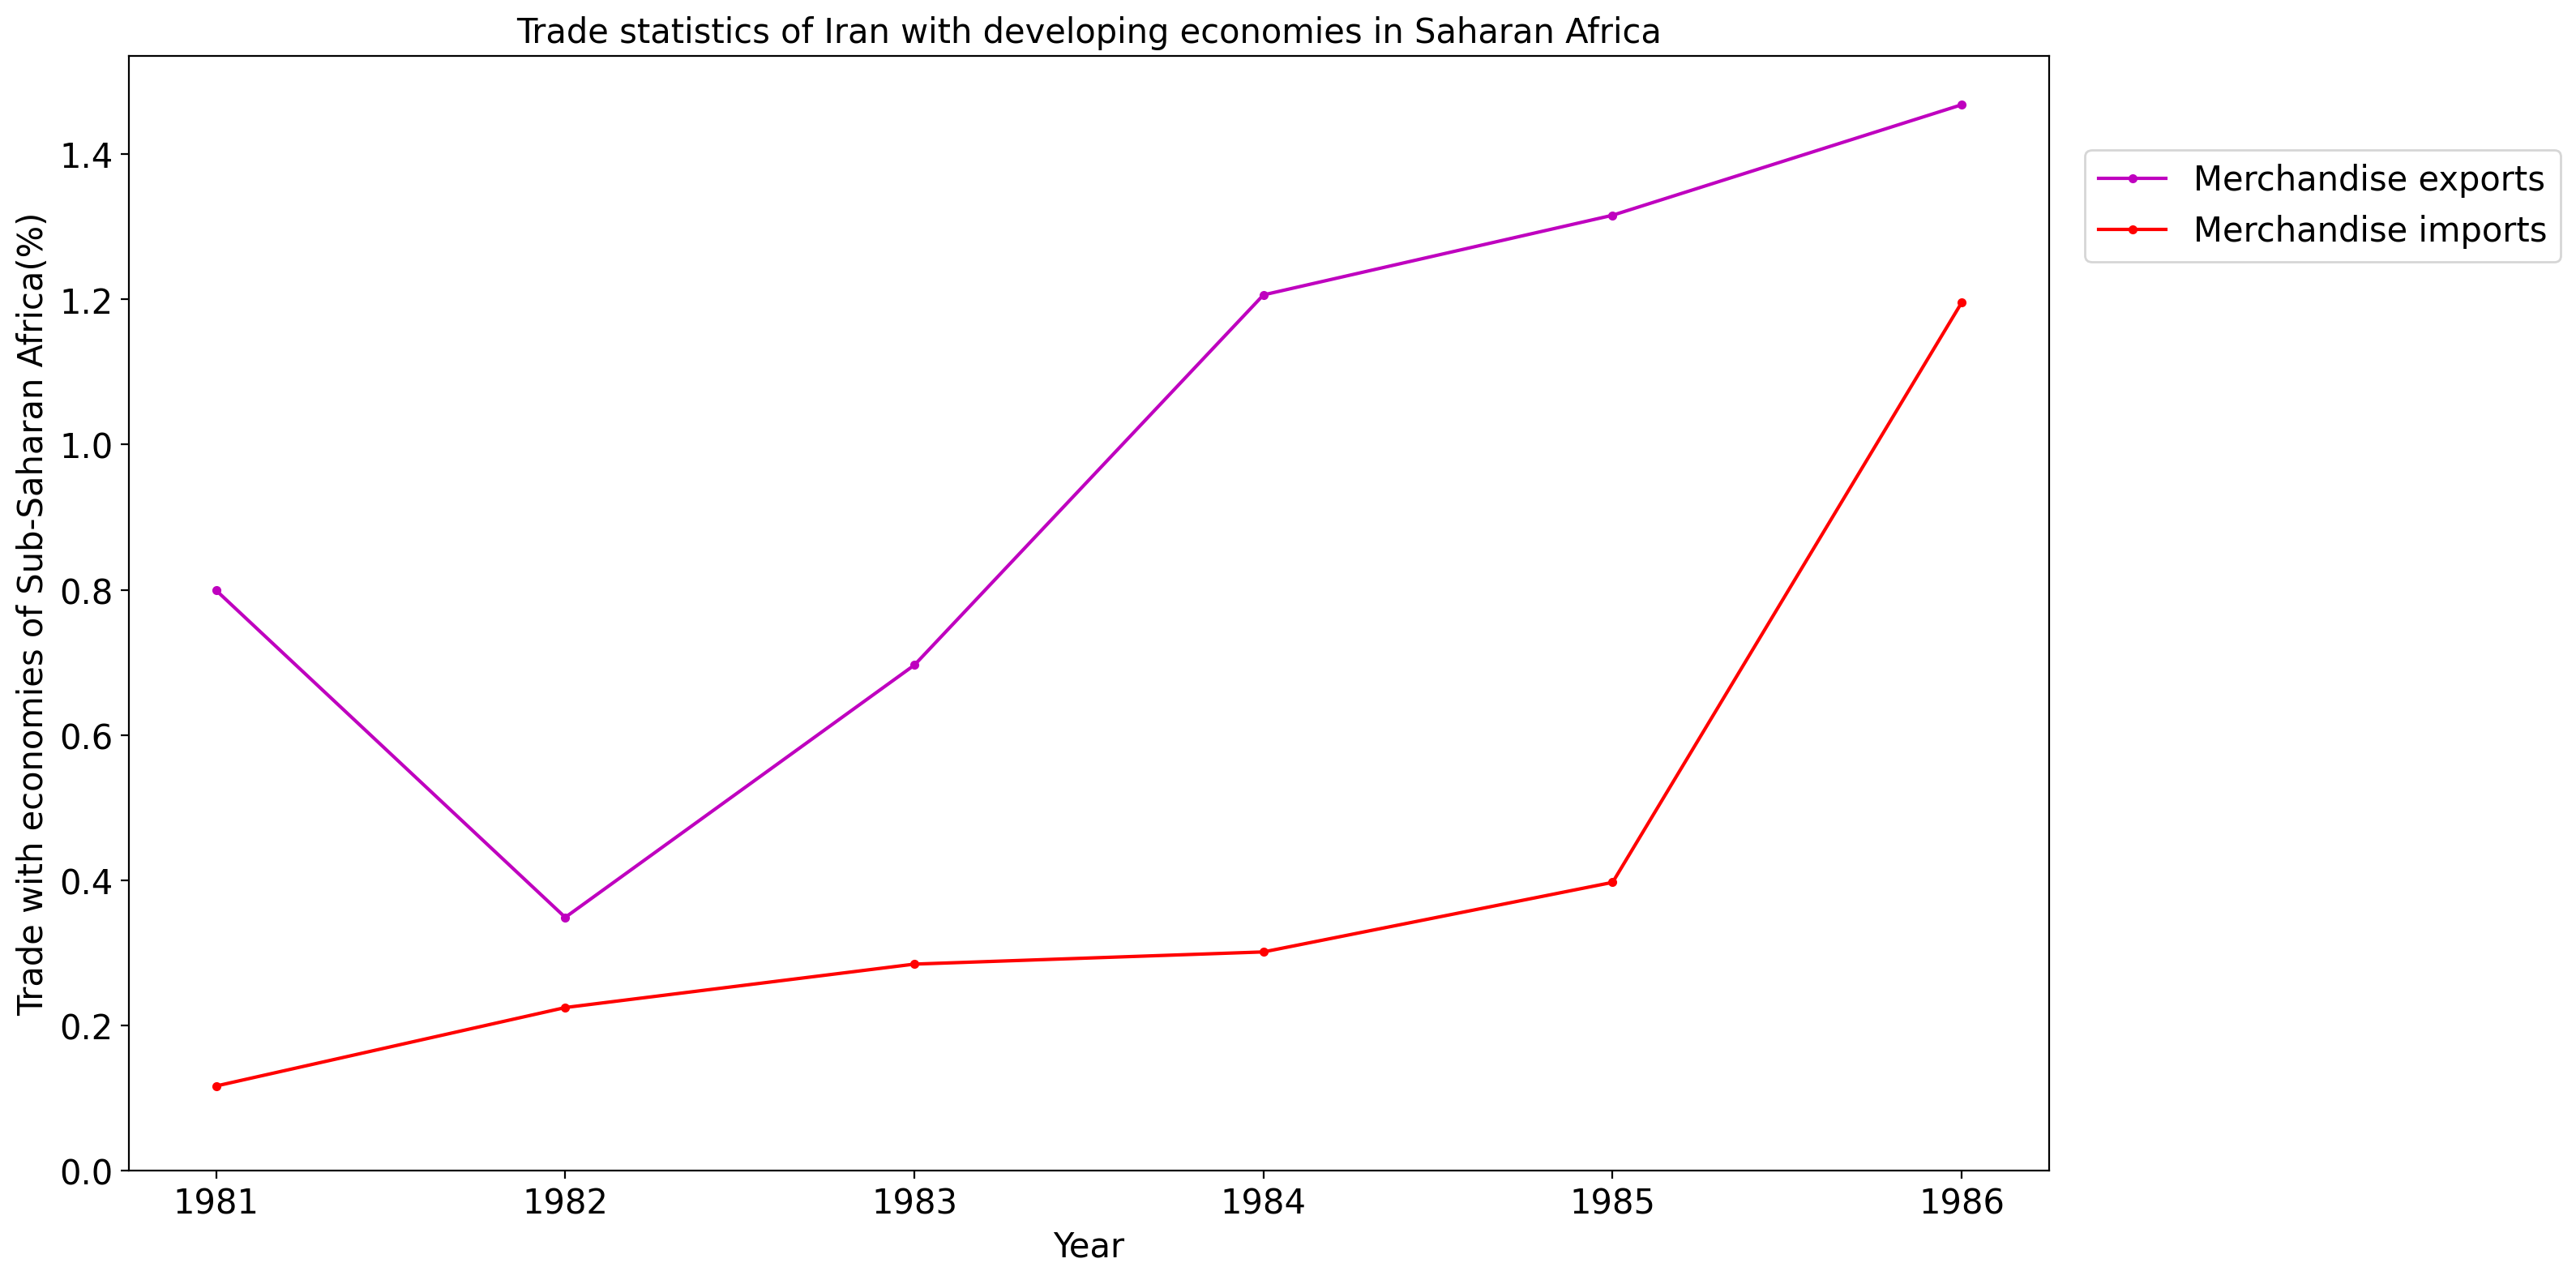 Trade statistics of Iran with developing economies in Saharan Africa
Trade with economies of Sub-Saharan Africa(%)
1.4
1.2
1.0
0.8
0.6
0.4
0.2
0.0
1981 1982 1983 1984 1985 1986
Year
Merchandise exports
Merchandise imports